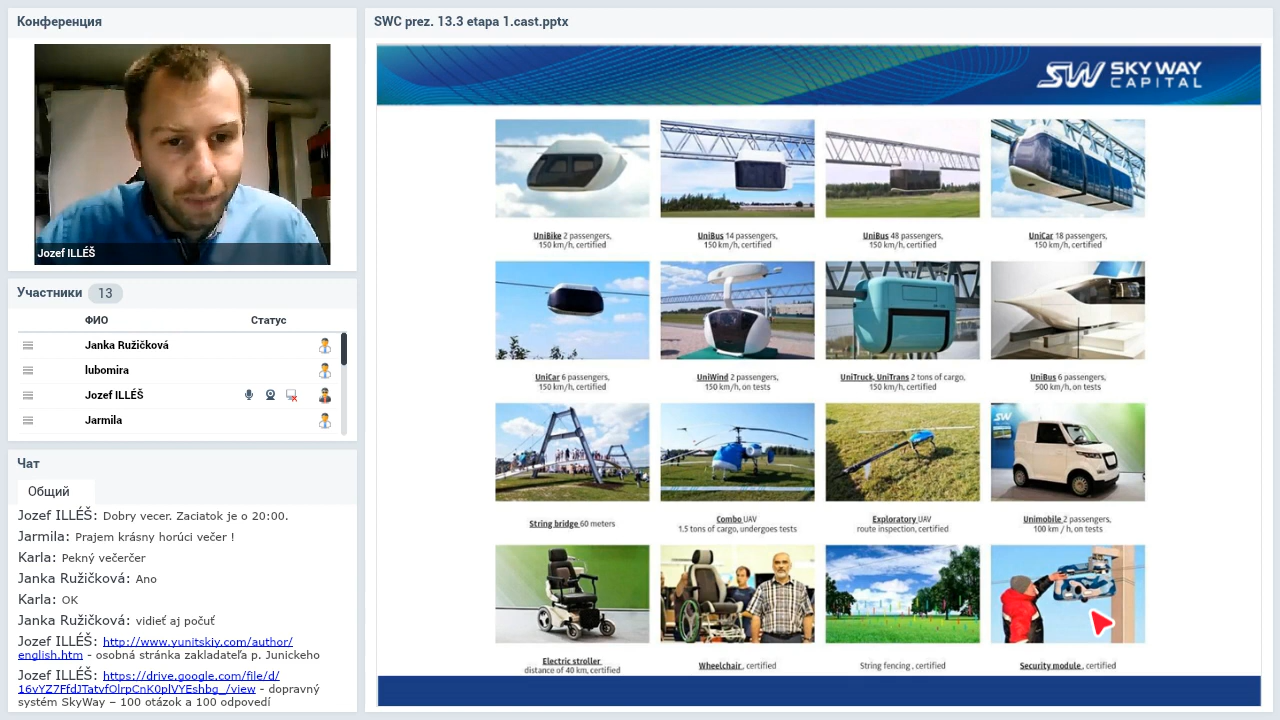 Конференция
Jozef ILLÉŠ
Участники 13
ФИО Статус
Janka Ružičková
lubomira
Jozef ILLÉŠ
Jarmila
Чат
Общий
Jozef ILLÉŠ: Dobry vecer. Zaciatok je o 20:00.
Jarmila: Prajem krásny horúci večer !
Karla: Pekný večerčer
Janka Ružičková: Ano
Karla: OK
Janka Ružičková: vidieť aj počuť
Jozef ILLÉŠ: http://www.yunitskiy.com/author/
english.htm - osobná stránka zakladateľa p. Junickeho
Jozef ILLÉŠ: https://drive.google.com/file/d/
16vYZ7FfdJTatvfOlrpCnK0plVYEshbg_/view - dopravný
systém SkyWay – 100 otázok a 100 odpovedí
SWC prez. 13.3 etapa 1.cast.pptx
SW SKY WAY
CAPITAL
UniBike 2 passengers,
150 km/h, certified
UniBus 14 passengers,
150 km/h, certified
UniBus 48 passengers,
150 km/h, certified
UniCar 18 passengers,
150 km/h, certified
UniCar 6 passengers,
150 km/h, certified
UniWind 2 passengers,
150 km/h, on tests
UniTruck, UniTrans 2 tons of cargo,
150 km/h, certified
UniBus 6 passengers,
500 km/h, on tests
SW
String bridge 60 meters
Combo UAV
1.5 tons of cargo, undergoes tests
Exploratory UAV
route inspection, certified
Unimobile 2 passengers,
100 km / h, on tests
Electric stroller,
distance of 40 km, certified
Wheelchair , certified
String fencing , certified
Security module , certified